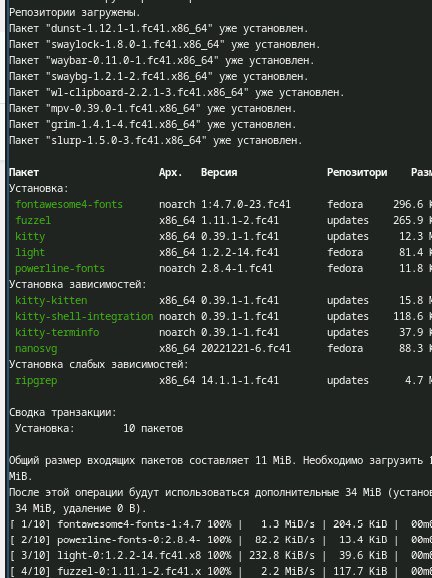 Репозитории загружены.
Пакет "dunst-1.12.1-1.fc41.x86_64" уже установлен.
Пакет "swaylock-1.8.0-1.fc41.x86_64" уже установлен.
Пакет "waybar-0.11.0-1.fc41.x86_64" уже установлен.
Пакет "swaybg-1.2.1-2.fc41.x86_64" уже установлен.
Пакет "wl-clipboard-2.2.1-3.fc41.x86_64" уже установлен.
Пакет "mpv-0.39.0-1.fc41.x86_64" уже установлен.
Пакет "grim-1.4.1-4.fc41.x86_64" уже установлен.
Пакет "slurp-1.5.0-3.fc41.x86_64" уже установлен.
Пакет Арх. Версия Репозитори Разм
Установка:
fontawesome4-fonts noarch 1:4.7.0-23.fc41 fedora 296.6 K
fuzzel x86_64 1.11.1-2.fc41 updates 265.9 K
kitty x86_64 0.39.1-1.fc41 updates 12.3 M
light x86_64 1.2.2-14.fc41 fedora 81.4 K
powerline-fonts noarch 2.8.4-1.fc41 fedora 11.8 K
Установка зависимостей:
kitty-kitten x86_64 0.39.1-1.fc41 updates 15.8 M
kitty-shell-integration noarch 0.39.1-1.fc41 updates 118.6 K
kitty-terminfo noarch 0.39.1-1.fc41 updates 37.9 K
nanosvg x86_64 20221221-6.fc41 fedora 88.3 K
Установка слабых зависимостей:
ripgrep x86_64 14.1.1-1.fc41 updates 4.7 M
Сводка транзакции:
Установка: 10 пакетов
Общий размер входящих пакетов составляет 11 MiB. Необходимо загрузить 1
MiB.
После этой операции будут использоваться дополнительные 34 MiB (установ
34 MiB, удаление 0 B).
[ 1/10] fontawesome4-fonts-1:4.7 100% | 1.3 MiB/s | 204.5 KiB | 00m0
[ 2/10] powerline-fonts-0:2.8.4- 100% | 82.2 KiB/s | 13.4 KiB | 00m0
[ 3/10] light-0:1.2.2-14.fc41.x8 100% | 232.8 KiB/s | 39.6 KiB | 00m0
[ 4/10] fuzzel-0:1.11.1-2.fc41.x 100% | 2.2 MiB/s | 117.7 KiB | 00m0